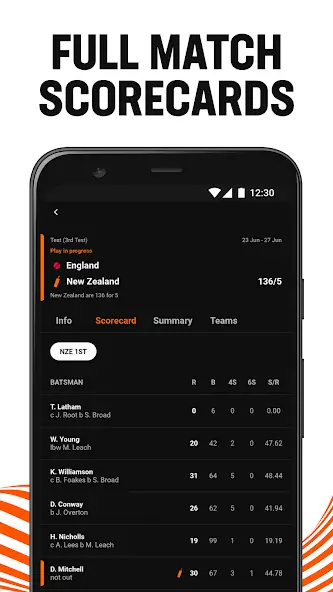 FULL MATCH
SCORECARDS
12:30
Test (3rd Test) 23 Jun - 27 Jun
Play in progress
England
New Zealand 136/5
New Zealand are 136 for 5
Info Scorecard Summary Teams
NZE 1ST
BATSMAN R B 4S 6S S/R
T. Latham 0 6 0 0 0.00
c J. Root b S. Broad
W. Young 20 42 2 0 47.62
lbw M. Leach
K. Williamson 31 64 5 0 48.44
c B. Foakes b S. Broad
D. Conway 26 62 5 0 41.94
b J. Overton
H. Nicholls 19 99 1 0 19.19
c A. Lees b M. Leach
D. Mitchell 30 67 3 1 44.78
not out